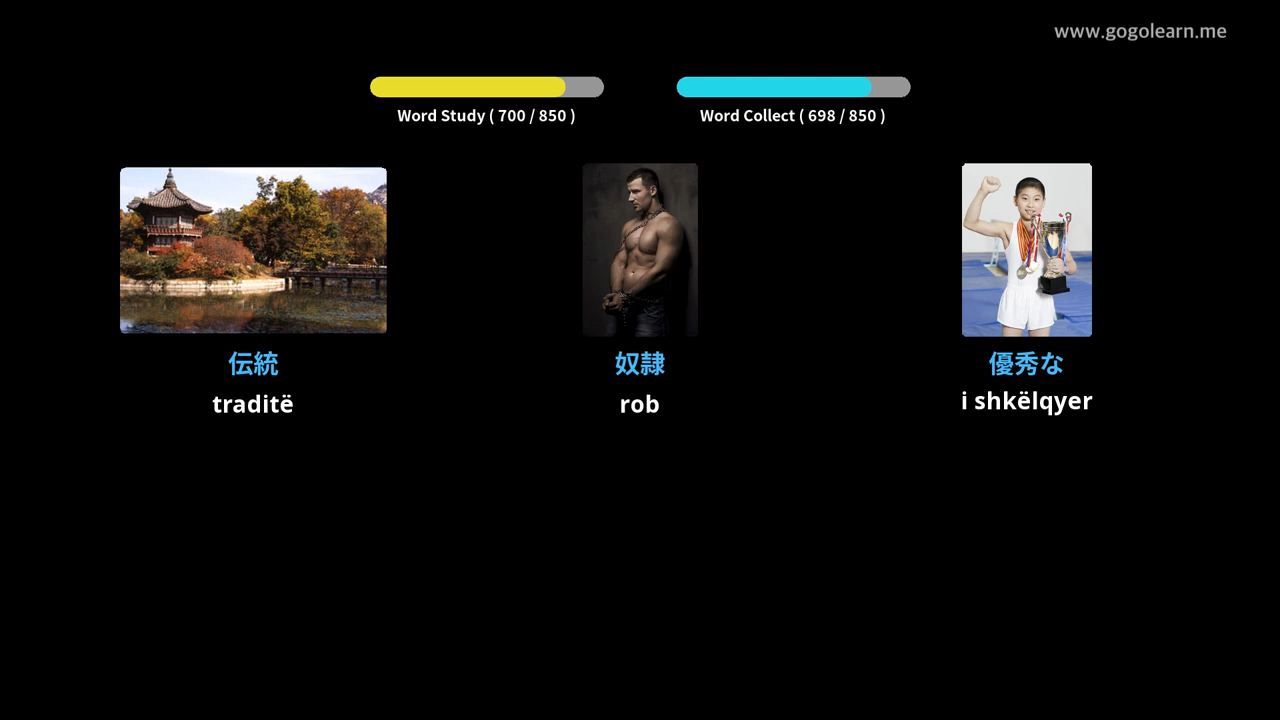 www.gogolearn.me
Word Study ( 700 / 850 )
Word Collect ( 698 / 850 )
伝統
traditë
奴隷
rob
優秀な
i shkëlqyer